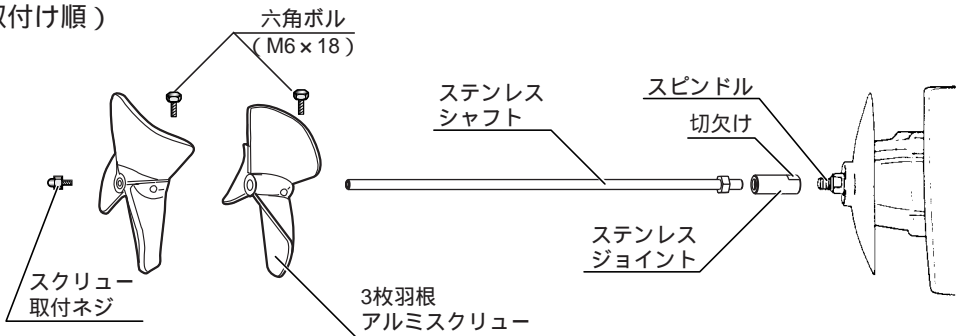 取付け順）
六角ボル
（M6×18）
ステンレス
シャフト
スピンドル
切欠け
ステンレス
ジョイント
スクリュー
取付ネジ
3枚羽根
アルミスクリュー